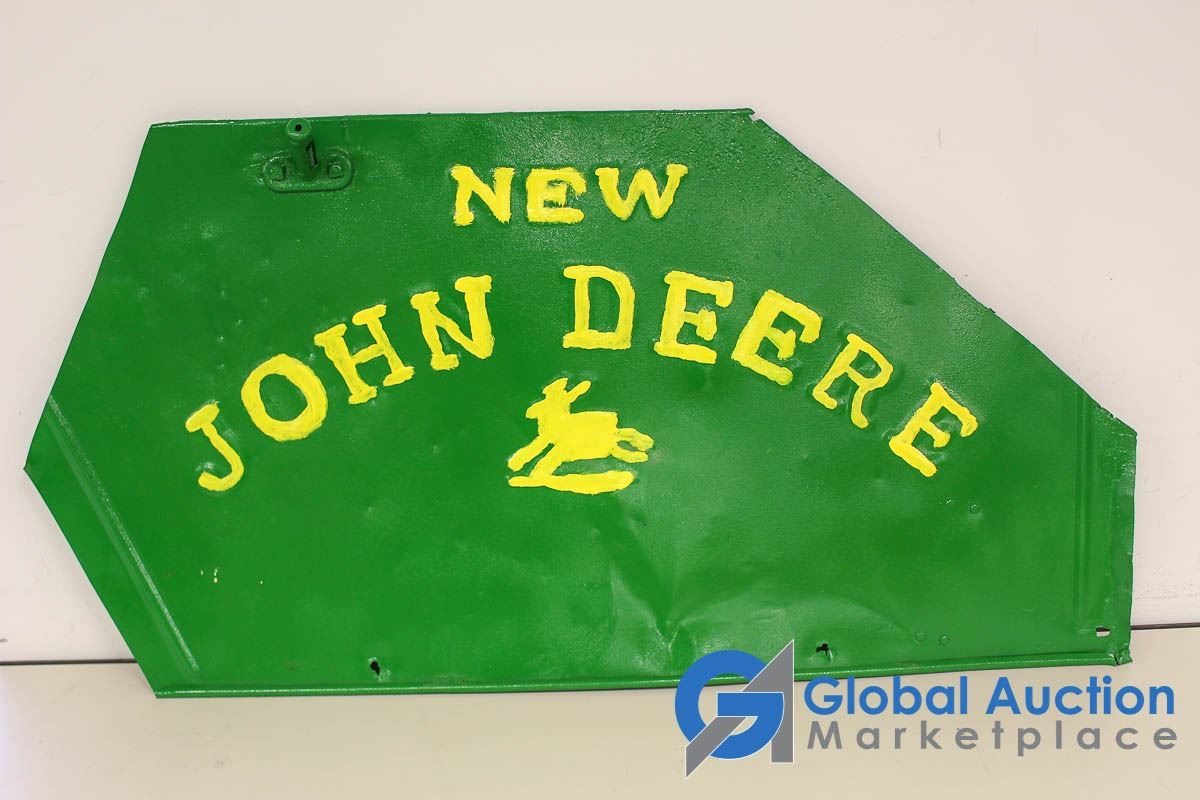 NEW
JOHN DEERE
Global Auction
Marketplace